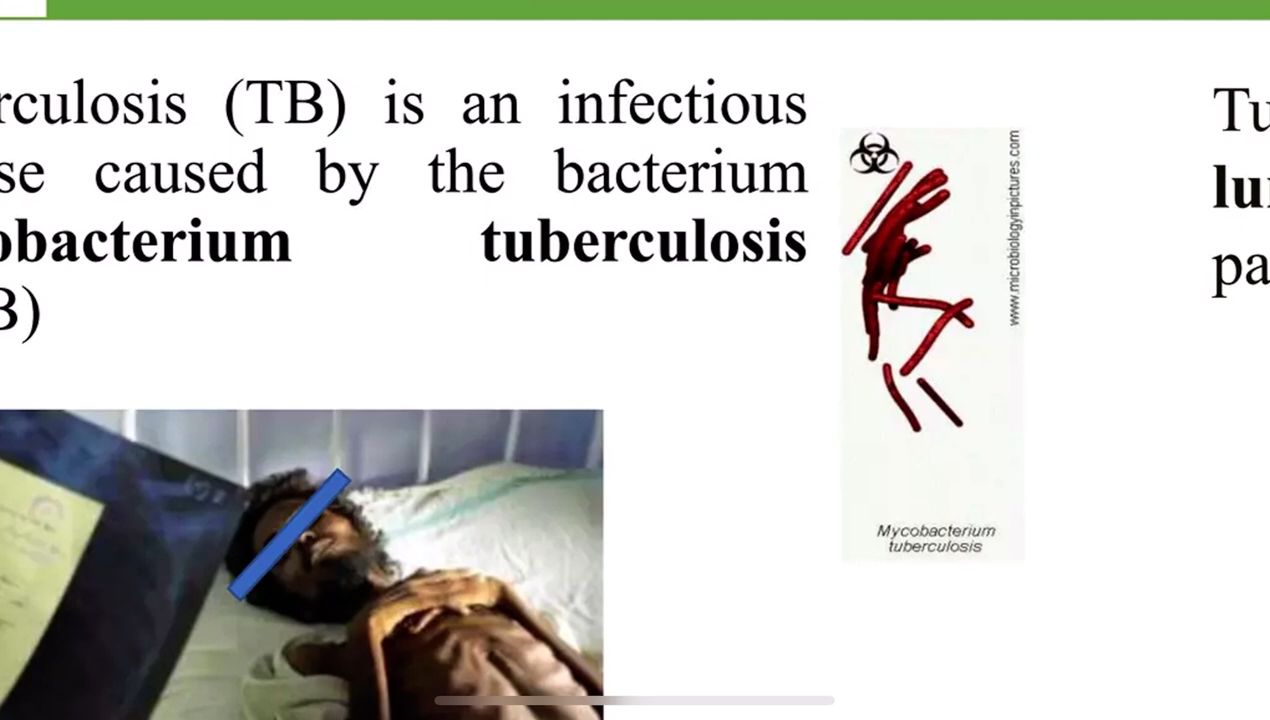 rculosis (TB) is an infectious
se caused by the bacterium
obacterium tuberculosis
B)
www.microbiologyinpictures.com
Mycobacterium
tuberculosis
Tu
lu
pa